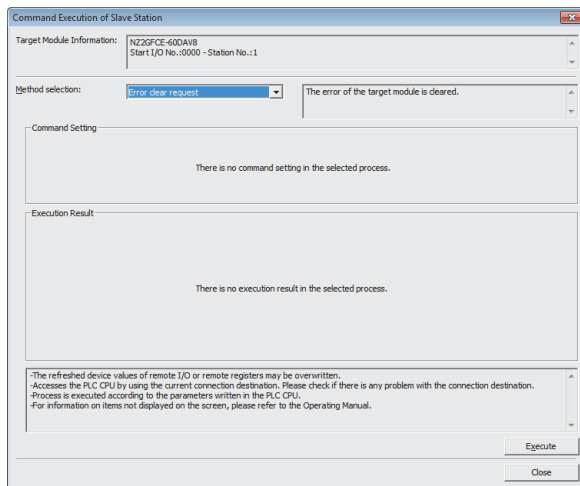 Command Execution of Slave Station
Target Module Information:
NZ2GFCE-60DAV8
Start I/O No.:0000 - Station No.:1
Method selection:
Error clear request
The error of the target module is cleared.
Command Setting
There is no command setting in the selected process.
Execution Result
There is no execution result in the selected process.
-The refreshed device values of remote I/O or remote registers may be overwritten.
-Accesses the PLC CPU by using the current connection destination. Please check if there is any problem with the connection destination.
-Process is executed according to the parameters written in the PLC CPU.
-For information on items not displayed on the screen, please refer to the Operating Manual.
Execute
Close